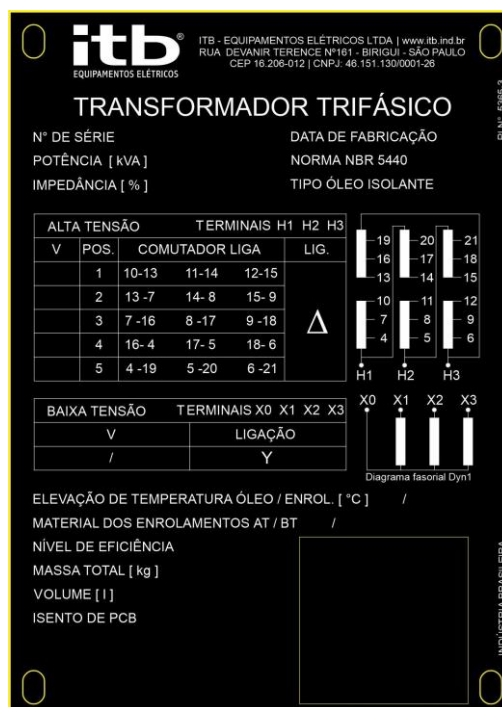 itb®
EQUIPAMENTOS ELÉTRICOS
ITB - EQUIPAMENTOS ELÉTRICOS LTDA | www.itb.ind.br
RUA DEVANIR TERENCE Nº161 - BIRIGUI - SÃO PAULO
CEP 16.206-012 | CNPJ: 46.151.130/0001-26
TRANSFORMADOR TRIFÁSICO
N° DE SÉRIE DATA DE FABRICAÇÃO
POTÊNCIA [ kVA ] NORMA NBR 5440
IMPEDÂNCIA [ % ] TIPO ÓLEO ISOLANTE
ALTA TENSÃO TERMINAIS H1 H2 H3
V POS. COMUTADOR LIGA LIG.
1 10-13 11-14 12-15
2 13 -7 14- 8 15- 9
3 7 -16 8 -17 9 -18
4 16- 4 17- 5 18- 6
5 4 -19 5 -20 6 -21
Δ
19 20 21
16 17 18
13 14 15
10 11 12
7 8 9
4 5 6
H1 H2 H3
BAIXA TENSÃO TERMINAIS X0 X1 X2 X3
V LIGAÇÃO
/ Y
X0 X1 X2 X3
Diagrama fasorial Dyn1
ELEVAÇÃO DE TEMPERATURA ÓLEO / ENROL. [ °C ] /
MATERIAL DOS ENROLAMENTOS AT / BT /
NÍVEL DE EFICIÊNCIA
MASSA TOTAL [ kg ]
VOLUME [ l ]
ISENTO DE PCB
INDÚSTRIA BRASILEIRA